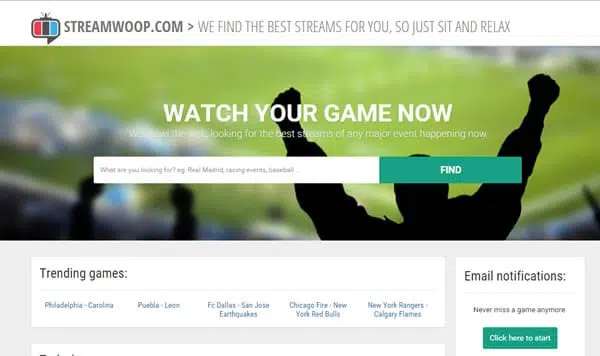 STREAMWOOP.COM > WE FIND THE BEST STREAMS FOR YOU, SO JUST SIT AND RELAX
WATCH YOUR GAME NOW
We crawl the web, looking for the best streams of any major event happening now
What are you looking for? eg: Real Madrid, racing events, baseball ...
FIND
Trending games:
Philadelphia - Carolina
Puebla - Leon
Fc Dallas - San Jose
Earthquakes
Chicago Fire - New
York Red Bulls
New York Rangers -
Calgary Flames
Email notifications:
Never miss a game anymore
Click here to start